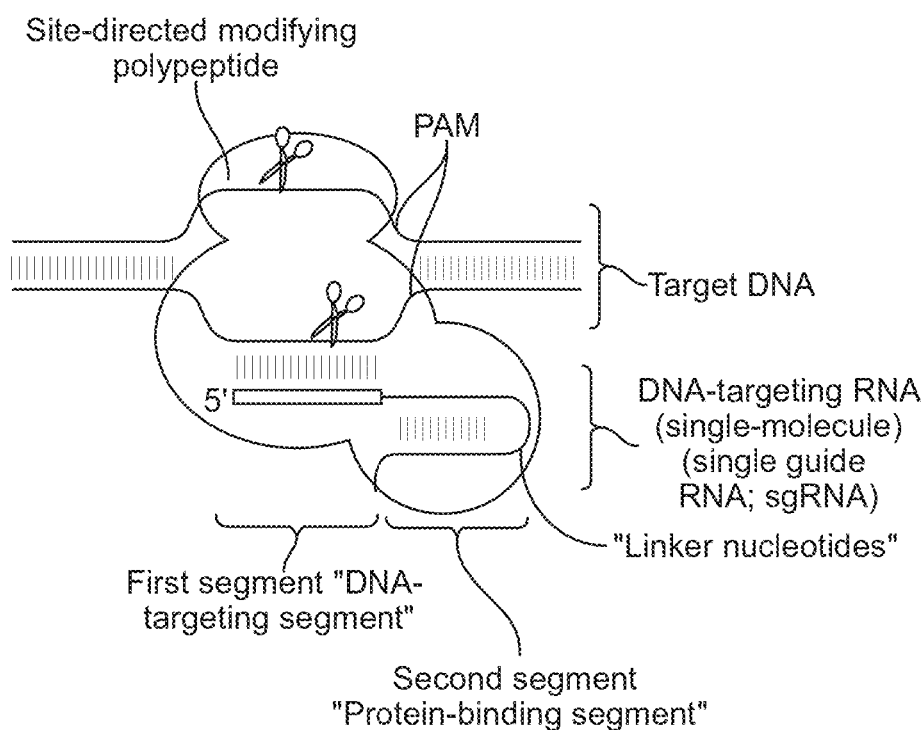 Site-directed modifying
polypeptide
PAM
Target DNA
5'
DNA-targeting RNA
(single-molecule)
(single guide
RNA; sgRNA)
"Linker nucleotides"
First segment "DNA-
targeting segment"
Second segment
"Protein-binding segment"